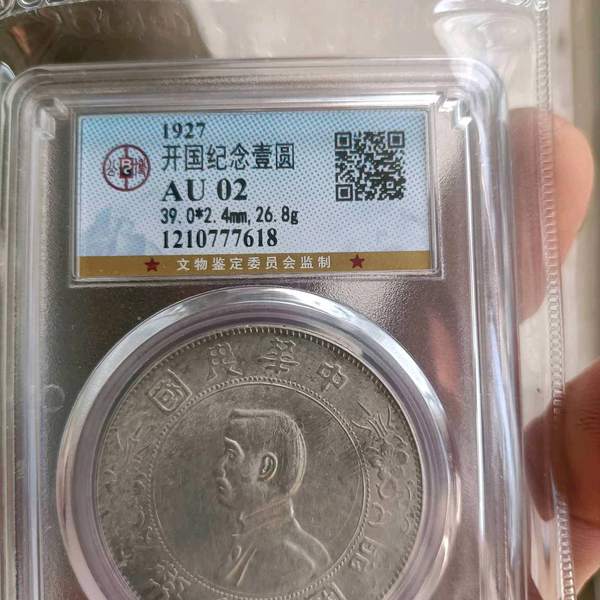 1927
开国纪念壹圆
AU 02
39.0*2.4mm, 26.8g
1210777618
★ 文物鉴定委员会监制 ★
中華民國